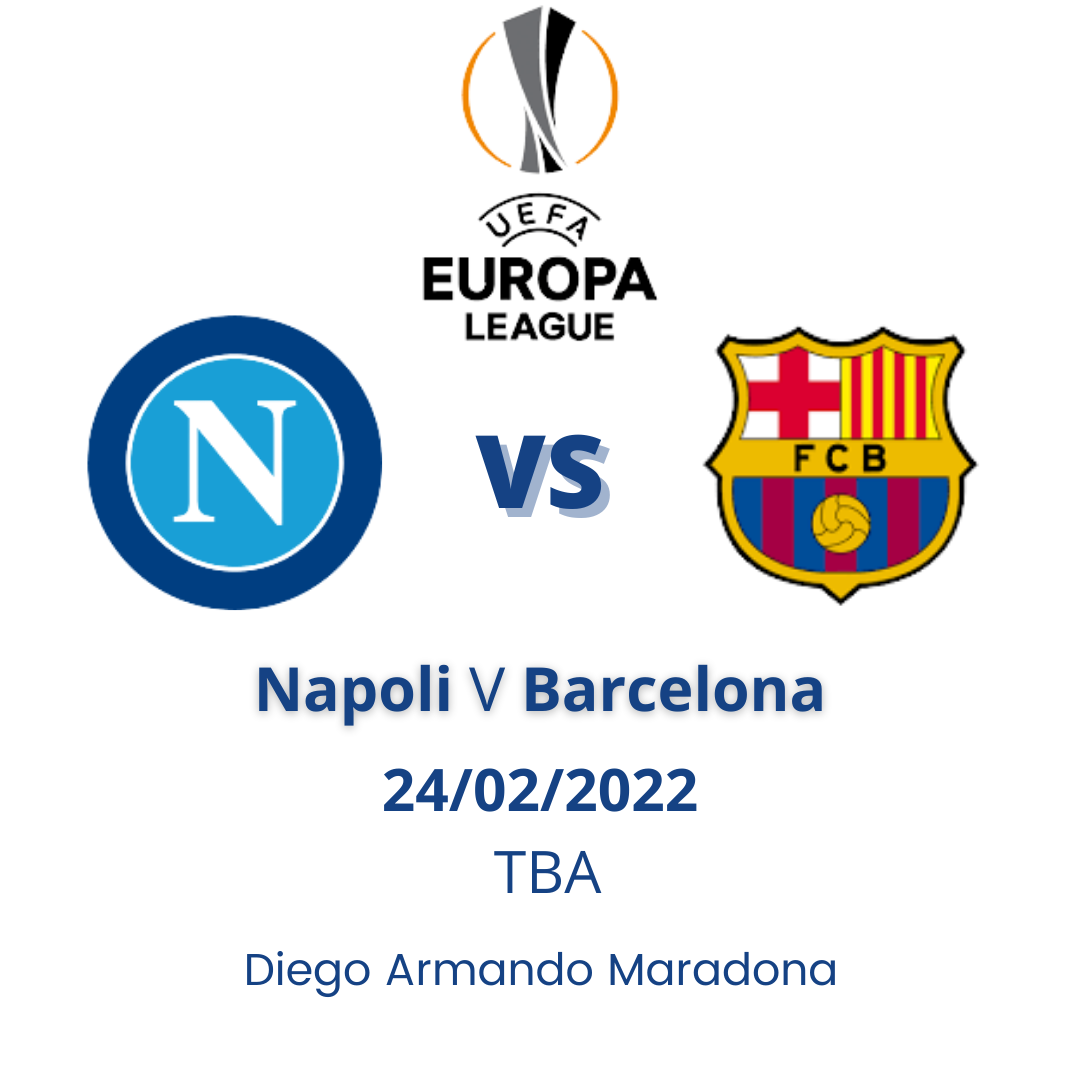 UEFA
EUROPA
LEAGUE
N
VS
FCB
Napoli V Barcelona
24/02/2022
TBA
Diego Armando Maradona